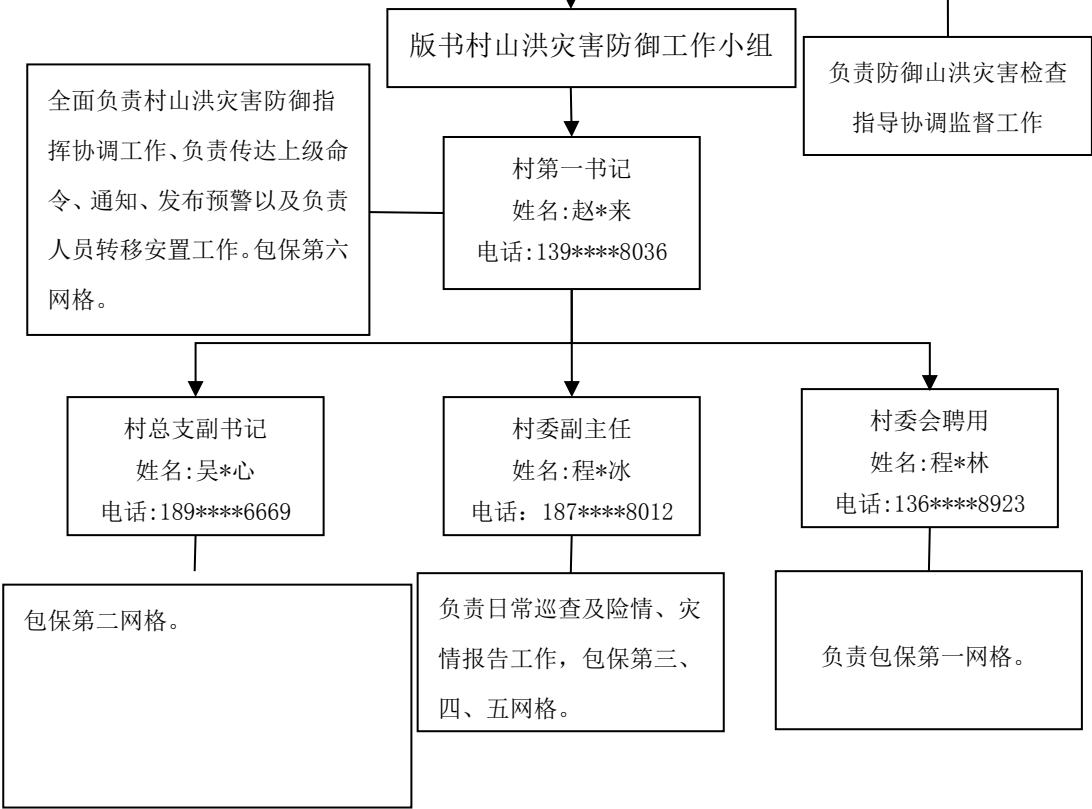 版书村山洪灾害防御工作小组
负责防御山洪灾害检查
指导协调监督工作
全面负责村山洪灾害防御指
挥协调工作、负责传达上级命
令、通知、发布预警以及负责
人员转移安置工作。包保第六
网格。
村第一书记
姓名:赵*来
电话:139****8036
村总支副书记
姓名:吴*心
电话:189****6669
村委副主任
姓名:程*冰
电话：187****8012
村委会聘用
姓名:程*林
电话:136****8923
包保第二网格。
负责日常巡查及险情、灾
情报告工作，包保第三、
四、五网格。
负责包保第一网格。